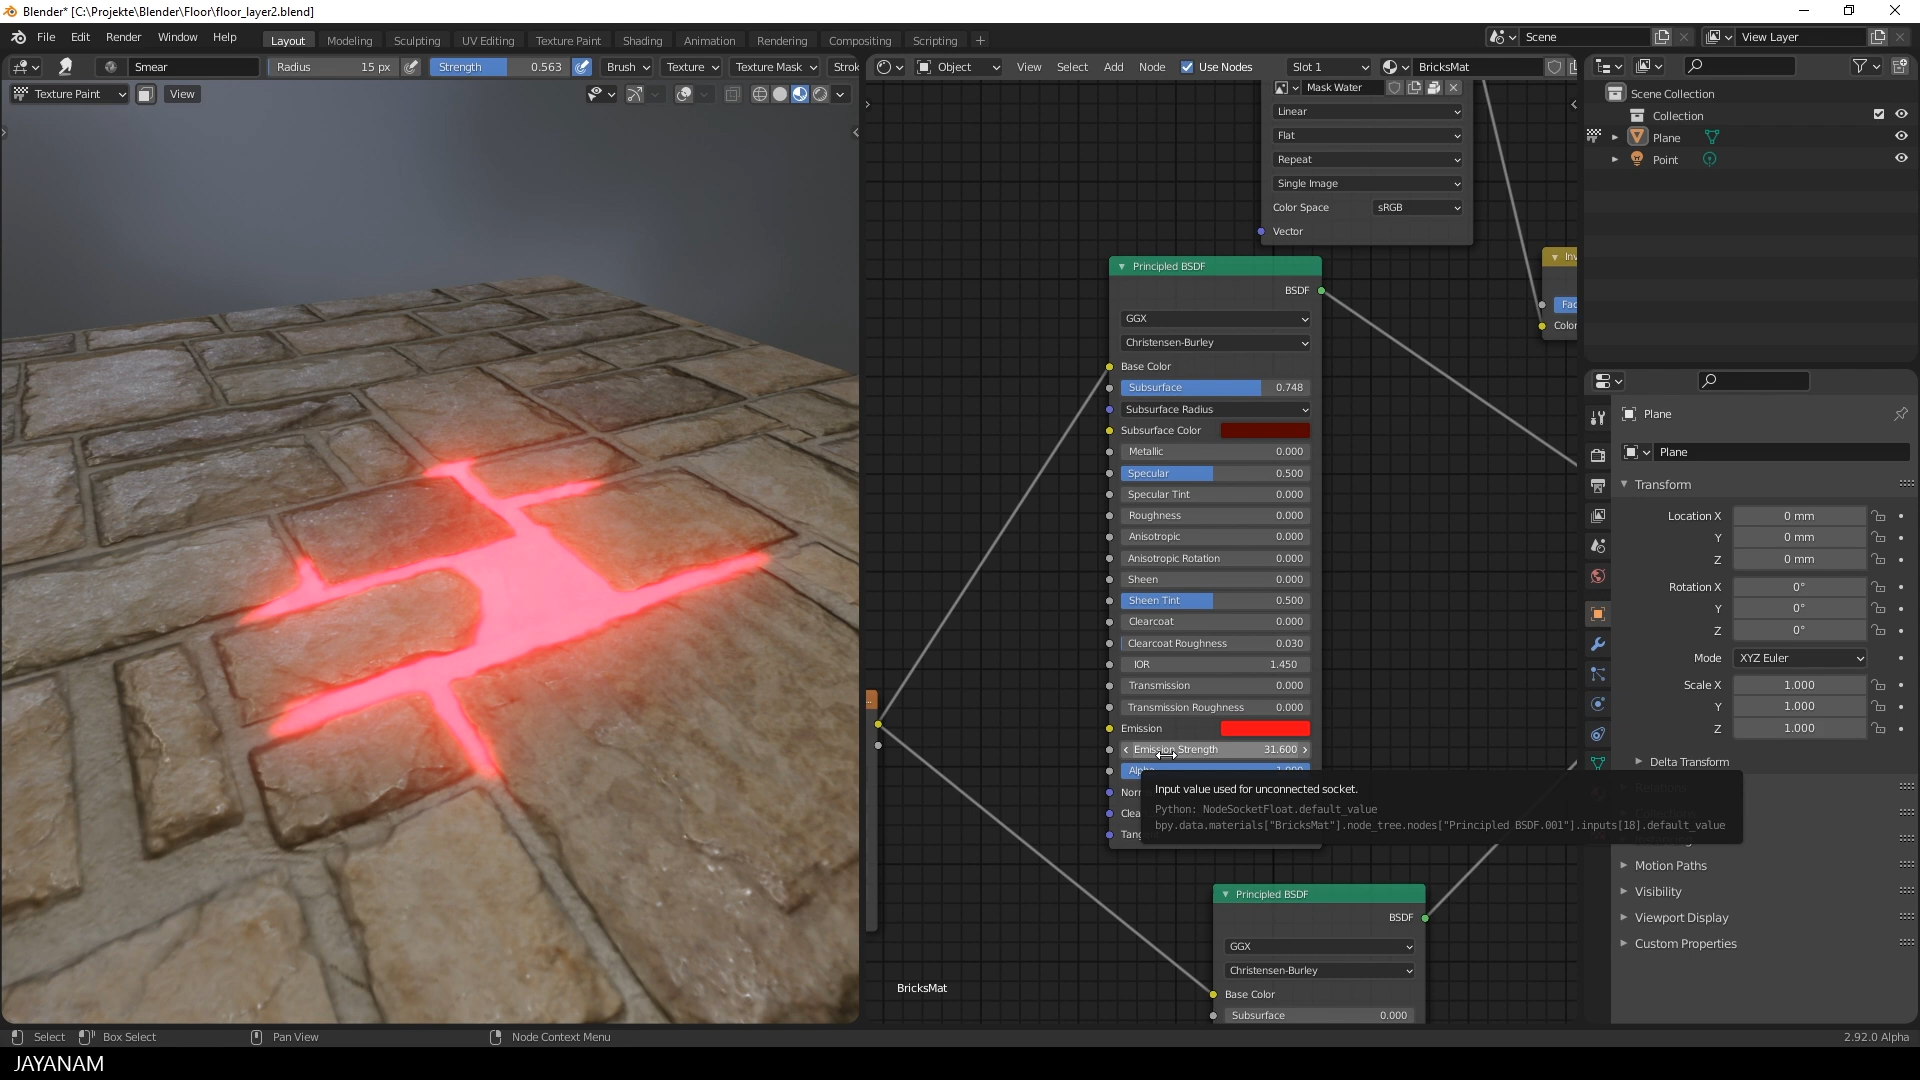 Blender* [C:\Projekte\Blender\Floor\floor_layer2.blend]
File Edit Render Window Help Layout Modeling Sculpting UV Editing Texture Paint Shading Animation Rendering Compositing Scripting + Scene View Layer
Smear Radius 15 px Strength 0.563 Brush Texture Texture Mask Strok
Object View Select Add Node Use Nodes Slot 1 BricksMat
Texture Paint View
Mask Water
Linear
Flat
Repeat
Single Image
Color Space sRGB
Vector
Principled BSDF
BSDF
GGX
Christensen-Burley
Base Color
Subsurface 0.748
Subsurface Radius
Subsurface Color
Metallic 0.000
Specular 0.500
Specular Tint 0.000
Roughness 0.000
Anisotropic 0.000
Anisotropic Rotation 0.000
Sheen 0.000
Sheen Tint 0.500
Clearcoat 0.000
Clearcoat Roughness 0.030
IOR 1.450
Transmission 0.000
Transmission Roughness 0.000
Emission
Emission Strength 31.600
Alpha 1.000
Norm
Clea
Tang
Input value used for unconnected socket.
Python: NodeSocketFloat.default_value
bpy.data.materials["BricksMat"].node_tree.nodes["Principled BSDF.001"].inputs[18].default_value
Inv
Fac
Color
Principled BSDF
BSDF
GGX
Christensen-Burley
Base Color
Subsurface 0.000
BricksMat
Scene Collection
Collection
Plane
Point
Plane
Plane
Transform
Location X 0 mm
Y 0 mm
Z 0 mm
Rotation X 0°
Y 0°
Z 0°
Mode XYZ Euler
Scale X 1.000
Y 1.000
Z 1.000
Delta Transform
Relations
Motion Paths
Visibility
Viewport Display
Custom Properties
Select Box Select Pan View Node Context Menu 2.92.0 Alpha
JAYANAM